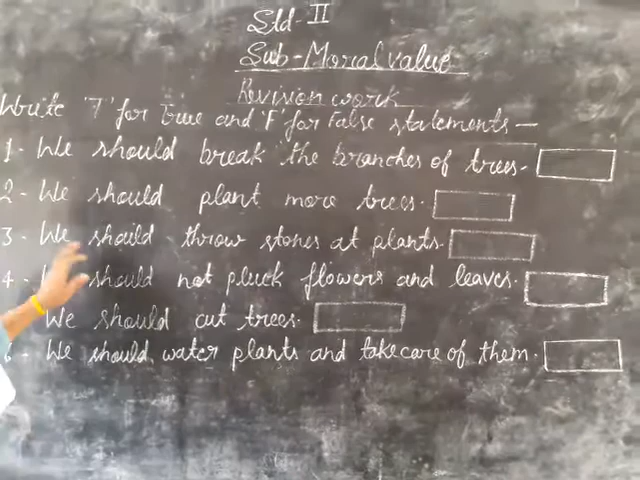 Std- II
Sub- Moral value
Revision work
Write 'T' for True and 'F' for False statements —
1 - We should break the branches of trees.
2 - We should plant more trees.
3 - We should throw stones at plants.
4 - should not pluck flowers and leaves.
We should cut trees.
6 - We should water plants and take care of them.